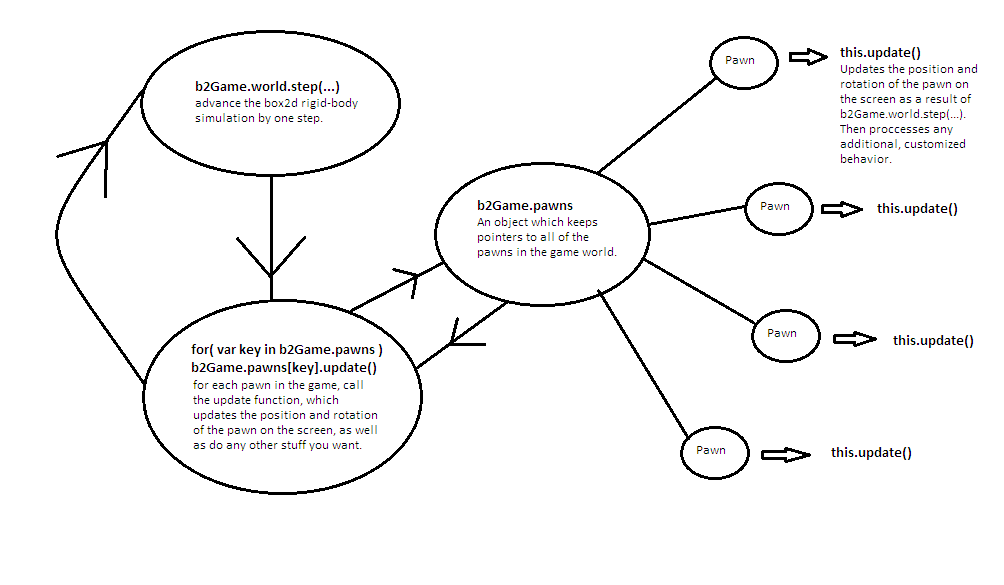 b2Game.world.step(...)
advance the box2d rigid-body
simulation by one step.
for( var key in b2Game.pawns )
b2Game.pawns[key].update()
for each pawn in the game, call
the update function, which
updates the position and rotation
of the pawn on the screen, as well
as do any other stuff you want.
b2Game.pawns
An object which keeps
pointers to all of the
pawns in the game world.
Pawn
this.update()
Updates the position and
rotation of the pawn on
the screen as a result of
b2Game.world.step(...).
Then proccesses any
additional, customized
behavior.
Pawn
this.update()
Pawn
this.update()
Pawn
this.update()